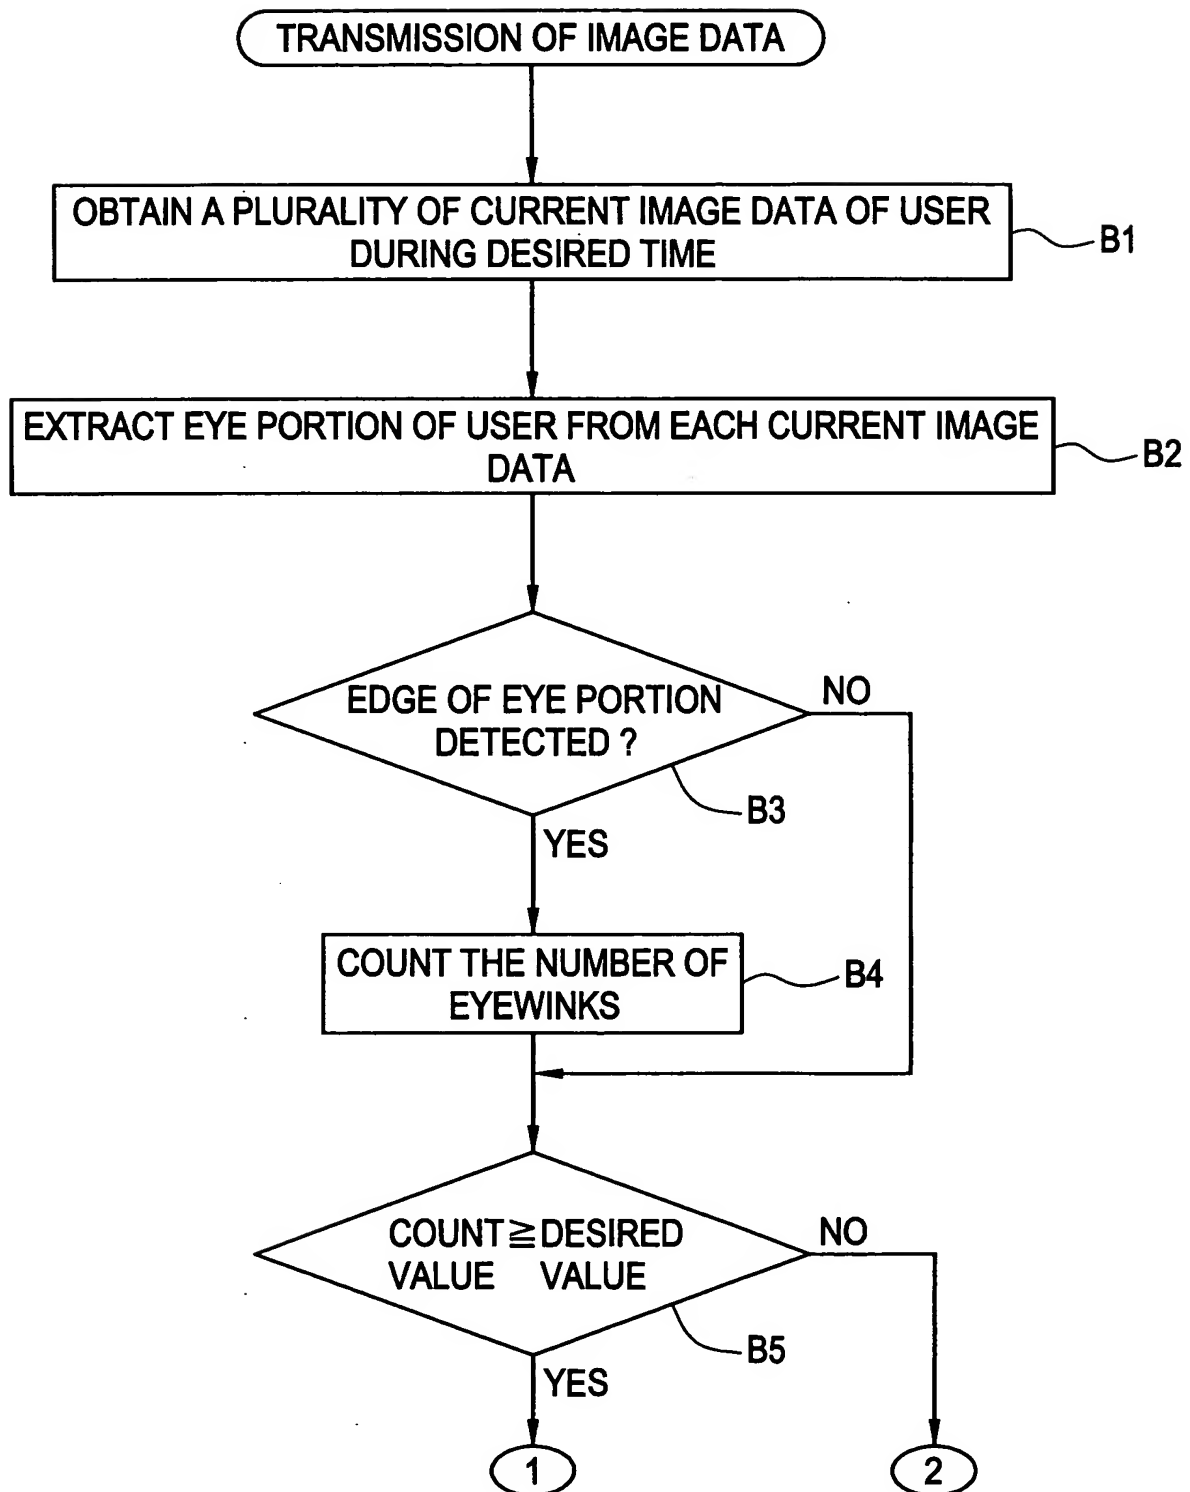 TRANSMISSION OF IMAGE DATA
OBTAIN A PLURALITY OF CURRENT IMAGE DATA OF USER
DURING DESIRED TIME
B1
EXTRACT EYE PORTION OF USER FROM EACH CURRENT IMAGE
DATA
B2
EDGE OF EYE PORTION
DETECTED ?
NO
B3
YES
COUNT THE NUMBER OF
EYEWINKS
B4
COUNT ≧ DESIRED
VALUE VALUE
NO
B5
YES
1
2